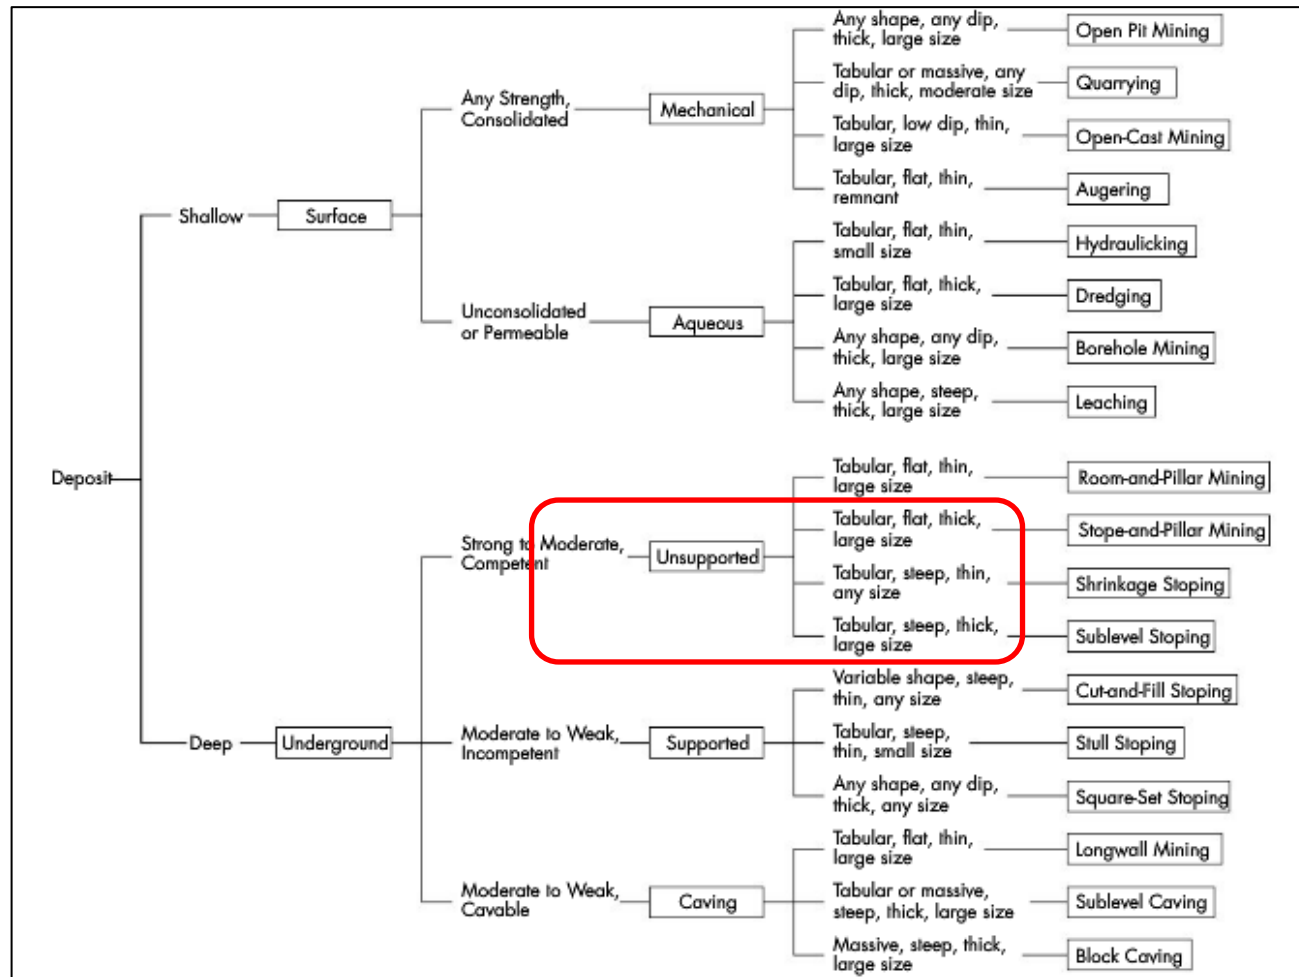 Any shape, any dip,
thick, large size
Open Pit Mining
Tabular or massive, any
dip, thick, moderate size
Quarrying
Any Strength,
Consolidated
Mechanical
Tabular, low dip, thin,
large size
Open-Cast Mining
Tabular, flat, thin,
remnant
Augering
Shallow
Surface
Tabular, flat, thin,
small size
Hydraulicking
Tabular, flat, thick,
large size
Dredging
Unconsolidated
or Permeable
Aqueous
Any shape, any dip,
thick, large size
Borehole Mining
Any shape, steep,
thick, large size
Leaching
Deposit
Tabular, flat, thin,
large size
Room-and-Pillar Mining
Tabular, flat, thick,
large size
Stope-and-Pillar Mining
Strong to Moderate,
Competent
Unsupported
Tabular, steep, thin,
any size
Shrinkage Stoping
Tabular, steep, thick,
large size
Sublevel Stoping
Variable shape, steep,
thin, any size
Cut-and-Fill Stoping
Deep
Underground
Moderate to Weak,
Incompetent
Supported
Tabular, steep,
thin, small size
Stull Stoping
Any shape, any dip,
thick, any size
Square-Set Stoping
Tabular, flat, thin,
large size
Longwall Mining
Moderate to Weak,
Cavable
Caving
Tabular or massive,
steep, thick, large size
Sublevel Caving
Massive, steep, thick,
large size
Block Caving